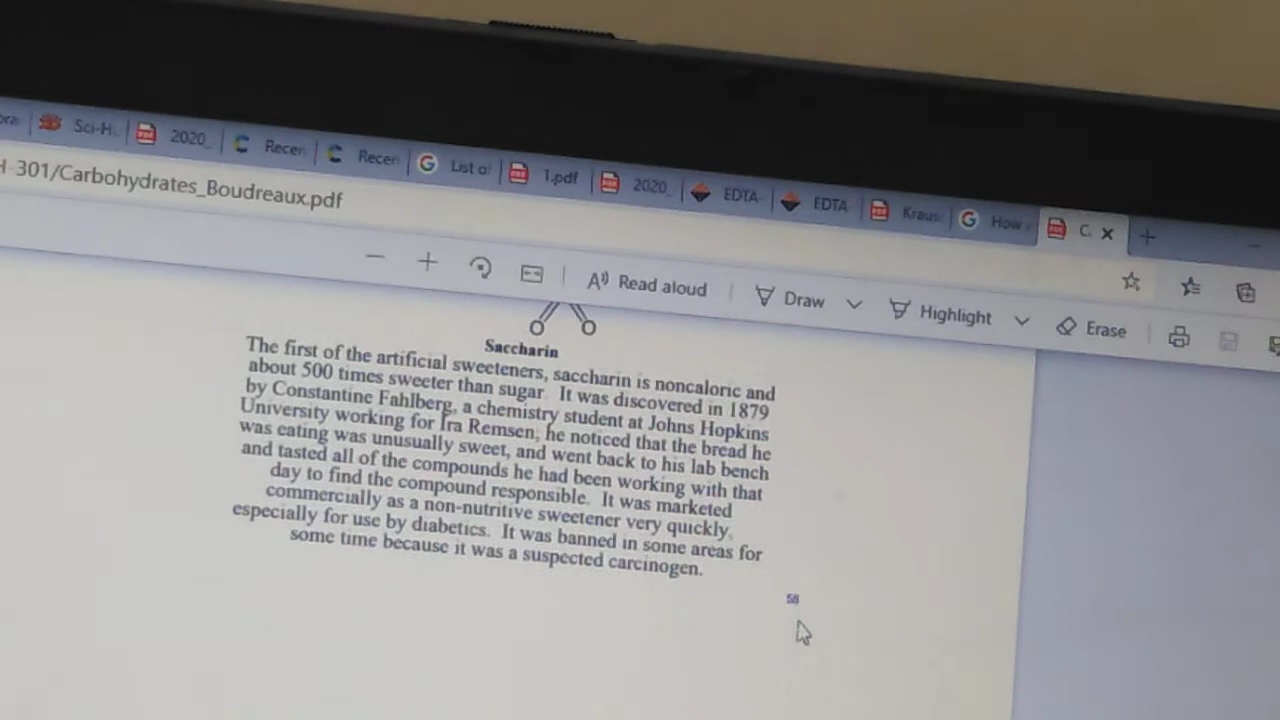 Sci-H
2020_
Recen
Recen
List of
1.pdf
2020_
EDTA
EDTA
Kraus
How
C
301/Carbohydrates_Boudreaux.pdf
Read aloud
Draw
Highlight
Erase
O O
Saccharin
The first of the artificial sweeteners, saccharin is noncaloric and
about 500 times sweeter than sugar. It was discovered in 1879
by Constantine Fahlberg, a chemistry student at Johns Hopkins
University working for Ira Remsen; he noticed that the bread he
was eating was unusually sweet, and went back to his lab bench
and tasted all of the compounds he had been working with that
day to find the compound responsible. It was marketed
commercially as a non-nutritive sweetener very quickly,
especially for use by diabetics. It was banned in some areas for
some time because it was a suspected carcinogen.
58